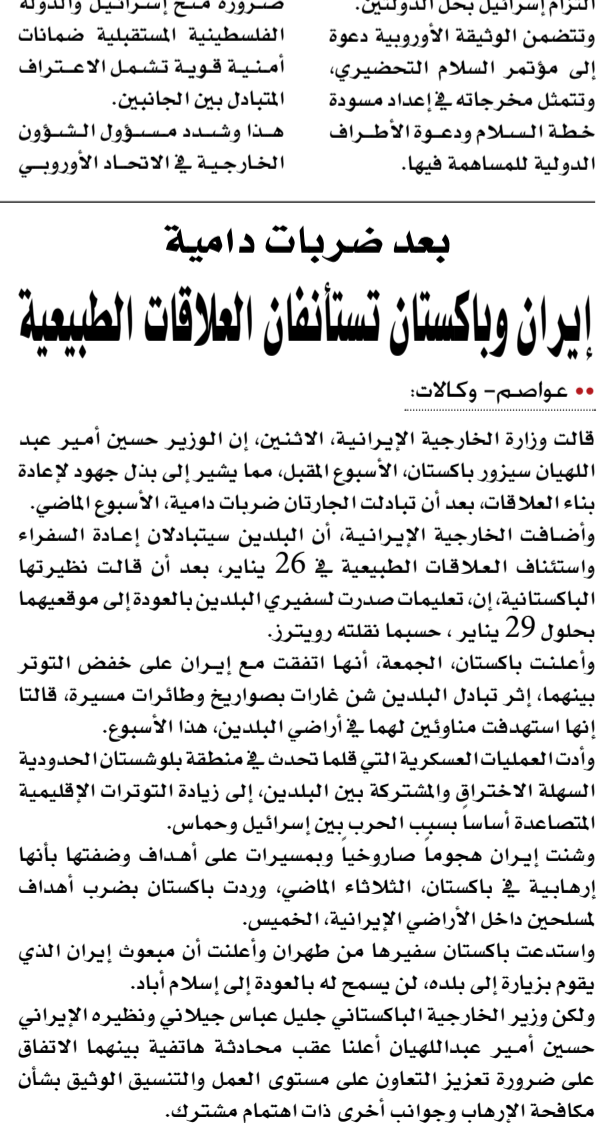 التزام إسرائيل بحل الدولتين.
وتتضمن الوثيقة الأوروبية دعوة
إلى مؤتمر السلام التحضيري،
وتتمثل مخرجاته في إعداد مسودة
خطة السلام ودعوة الأطراف
الدولية للمساهمة فيها.
ضرورة منح إسرائيل والدولة
الفلسطينية المستقبلية ضمانات
أمنية قوية تشمل الاعتراف
المتبادل بين الجانبين.
هذا وشدد مسؤول الشؤون
الخارجية في الاتحاد الأوروبي
بعد ضربات دامية
إيران وباكستان تستأنفان العلاقات الطبيعية
•• عواصم- وكالات:
قالت وزارة الخارجية الإيرانية، الاثنين، إن الوزير حسين أمير عبد
اللهيان سيزور باكستان، الأسبوع المقبل، مما يشير إلى بذل جهود لإعادة
بناء العلاقات، بعد أن تبادلت الجارتان ضربات دامية، الأسبوع الماضي.
وأضافت الخارجية الإيرانية، أن البلدين سيتبادلان إعادة السفراء
واستئناف العلاقات الطبيعية في 26 يناير، بعد أن قالت نظيرتها
الباكستانية، إن، تعليمات صدرت لسفيري البلدين بالعودة إلى موقعيهما
بحلول 29 يناير ، حسبما نقلته رويترز.
وأعلنت باكستان، الجمعة، أنها اتفقت مع إيران على خفض التوتر
بينهما، إثر تبادل البلدين شن غارات بصواريخ وطائرات مسيرة، قالتا
إنها استهدفت مناوئين لهما في أراضي البلدين، هذا الأسبوع.
وأدت العمليات العسكرية التي قلما تحدث في منطقة بلوشستان الحدودية
السهلة الاختراق والمشتركة بين البلدين، إلى زيادة التوترات الإقليمية
المتصاعدة أساساً بسبب الحرب بين إسرائيل وحماس.
وشنت إيران هجوماً صاروخياً وبمسيرات على أهداف وضفتها بأنها
إرهابية في باكستان، الثلاثاء الماضي، وردت باكستان بضرب أهداف
لمسلحين داخل الأراضي الإيرانية، الخميس.
واستدعت باكستان سفيرها من طهران وأعلنت أن مبعوث إيران الذي
يقوم بزيارة إلى بلده، لن يسمح له بالعودة إلى إسلام أباد.
ولكن وزير الخارجية الباكستاني جليل عباس جيلاني ونظيره الإيراني
حسين أمير عبداللهيان أعلنا عقب محادثة هاتفية بينهما الاتفاق
على ضرورة تعزيز التعاون على مستوى العمل والتنسيق الوثيق بشأن
مكافحة الإرهاب وجوانب أخرى ذات اهتمام مشترك.